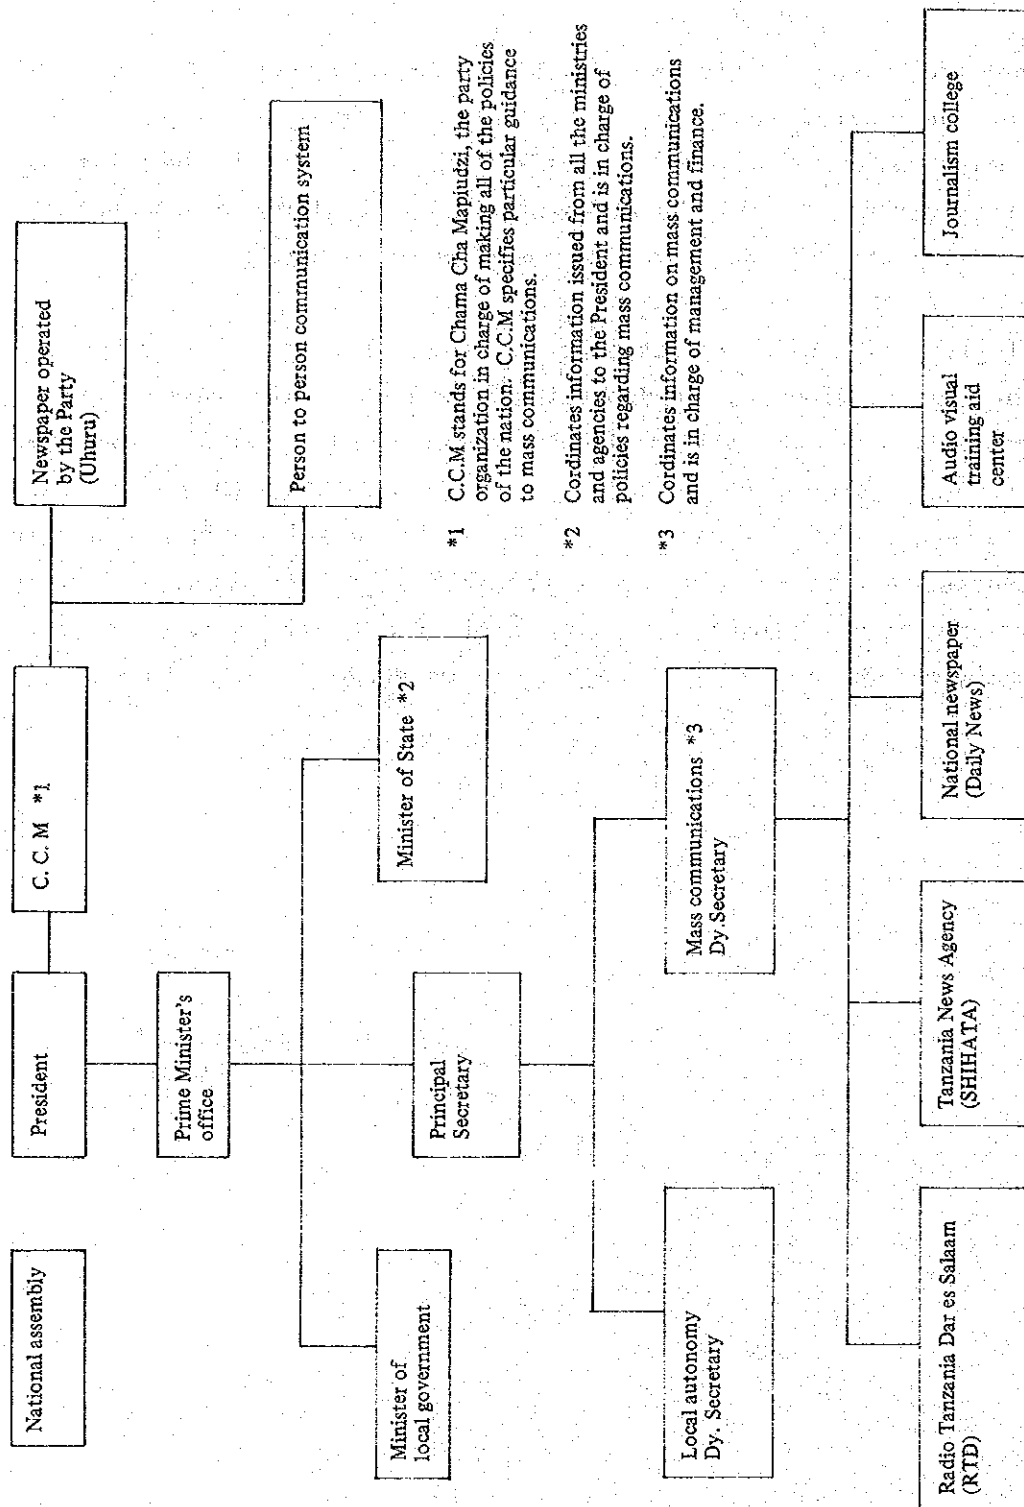 National assembly
President
C. C. M *1
Newspaper operated
by the Party
(Uhuru)
Prime Minister's
office
Person to person communication system
Minister of
local government
Principal
Secretary
Minister of State *2
*1 C.C.M stands for Chama Cha Mapiudzi, the party
organization in charge of making all of the policies
of the nation. C.C.M specifies particular guidance
to mass communications.
*2 Cordinates information issued from all the ministries
and agencies to the President and is in charge of
policies regarding mass communications.
*3 Cordinates information on mass communications
and is in charge of management and finance.
Local autonomy
Dy. Secretary
Mass communications *3
Dy.Secretary
Radio Tanzania Dar es Salaam
(RTD)
Tanzania News Agency
(SHIHATA)
National newspaper
(Daily News)
Audio visual
training aid
center
Journalism college